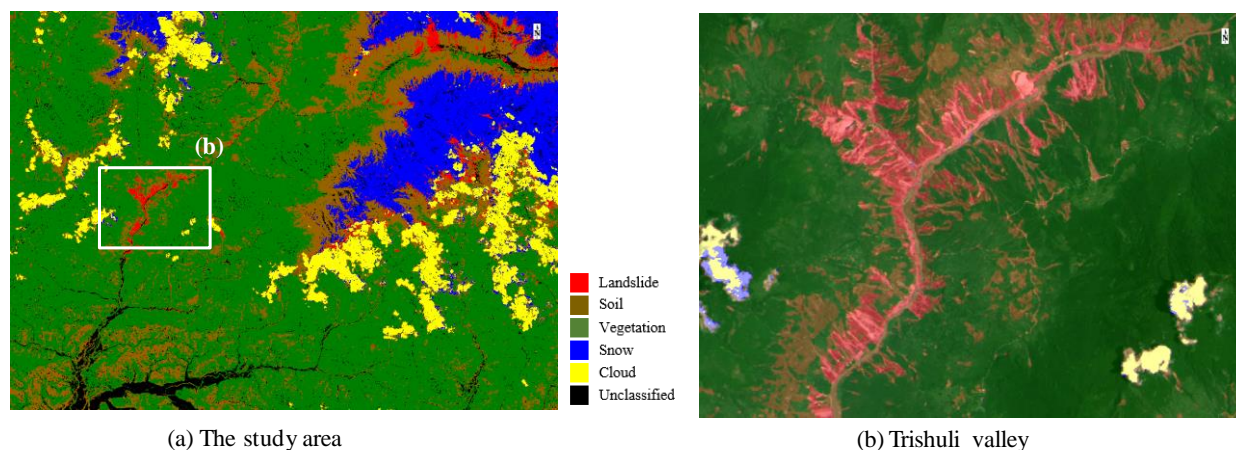 N
(b)
N
Landslide
Soil
Vegetation
Snow
Cloud
Unclassified
(a) The study area
(b) Trishuli valley